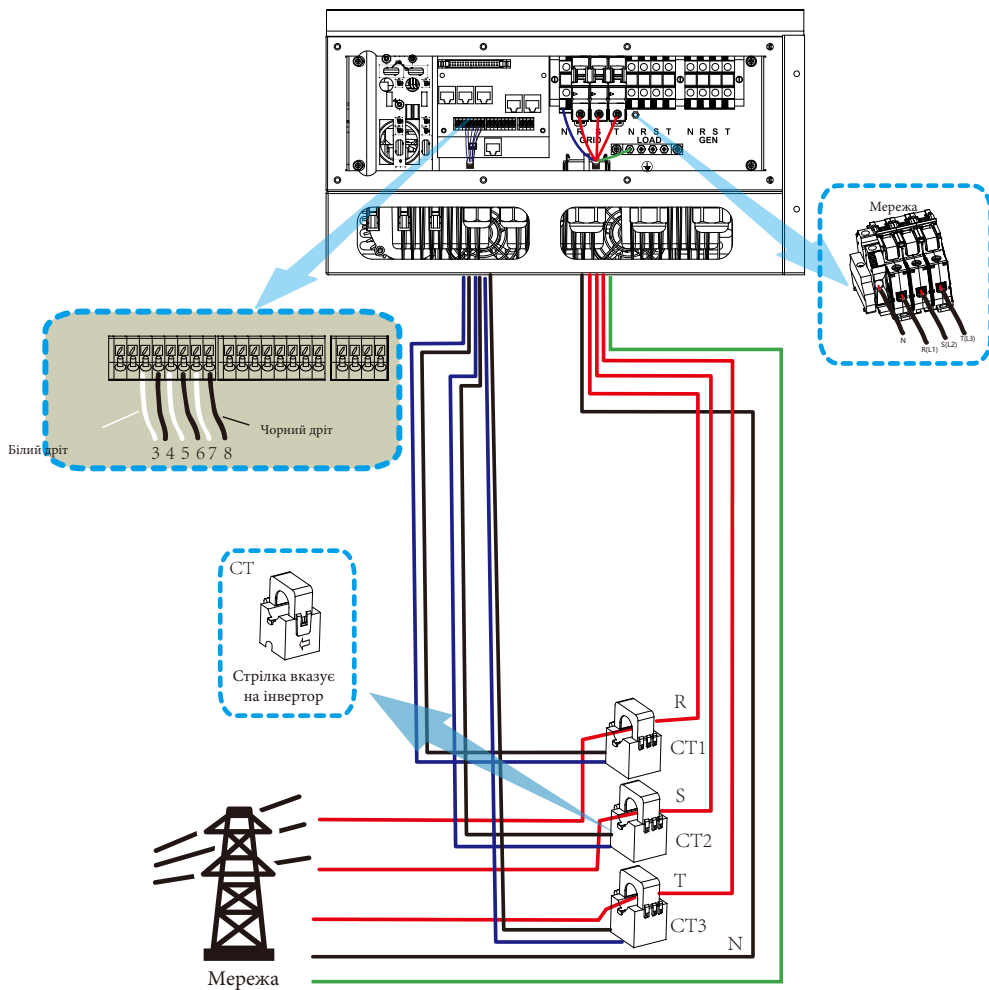 N R S T N R S T N R S T
GRID LOAD GEN
Мережа
N
R(L1)
S(L2)
T(L3)
Білий дріт
Чорний дріт
3 4 5 6 7 8
CT
Стрілка вказує
на інвертор
R
CT1
S
CT2
T
CT3
N
Мережа